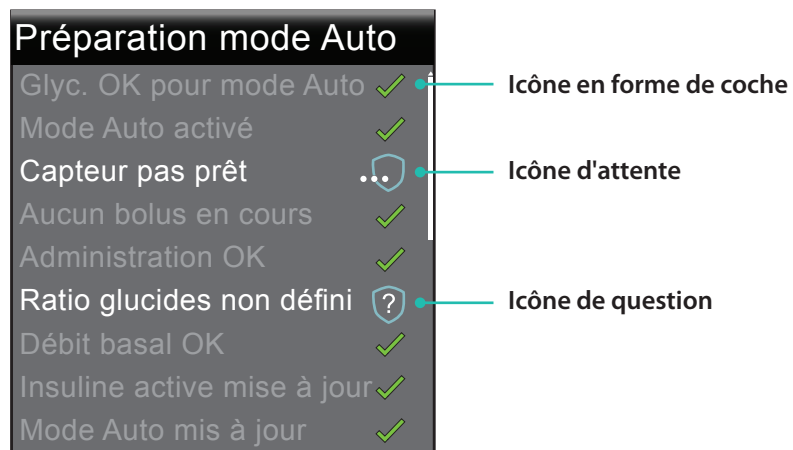 Préparation mode Auto
Glyc. OK pour mode Auto
Icône en forme de coche
Mode Auto activé
Capteur pas prêt ...
Icône d'attente
Aucun bolus en cours
Administration OK
Ratio glucides non défini ?
Icône de question
Débit basal OK
Insuline active mise à jour
Mode Auto mis à jour